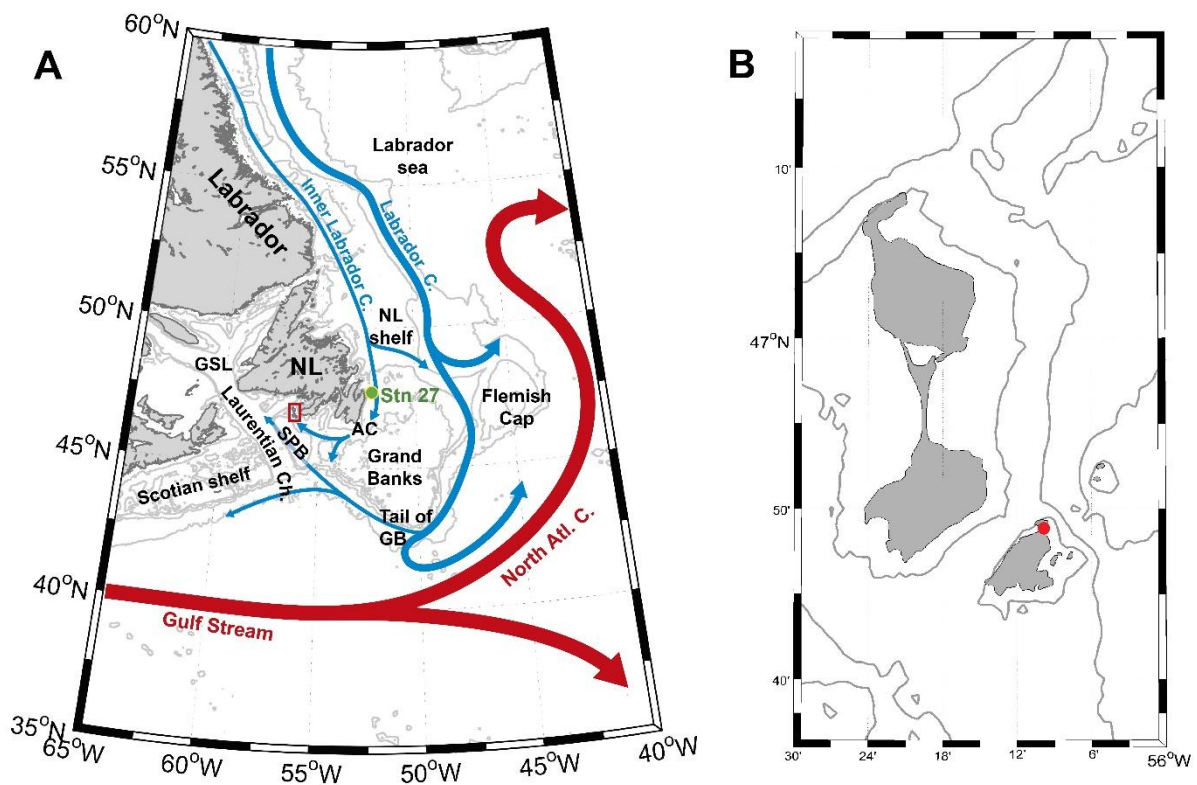 A
60°N
55°N
50°N
45°N
40°N
35°N
65°W
60°W
55°W
50°W
45°W
40°W
Labrador
sea
Labrador
Inner Labrador C.
Labrador C.
NL
shelf
GSL
NL
Stn 27
Flemish
Cap
AC
SPB
Laurentian Ch.
Grand
Banks
Scotian shelf
Tail of
GB
North Atl. C.
Gulf Stream
B
10'
47°N
50'
40'
30'
24'
18'
12'
6'
56°W